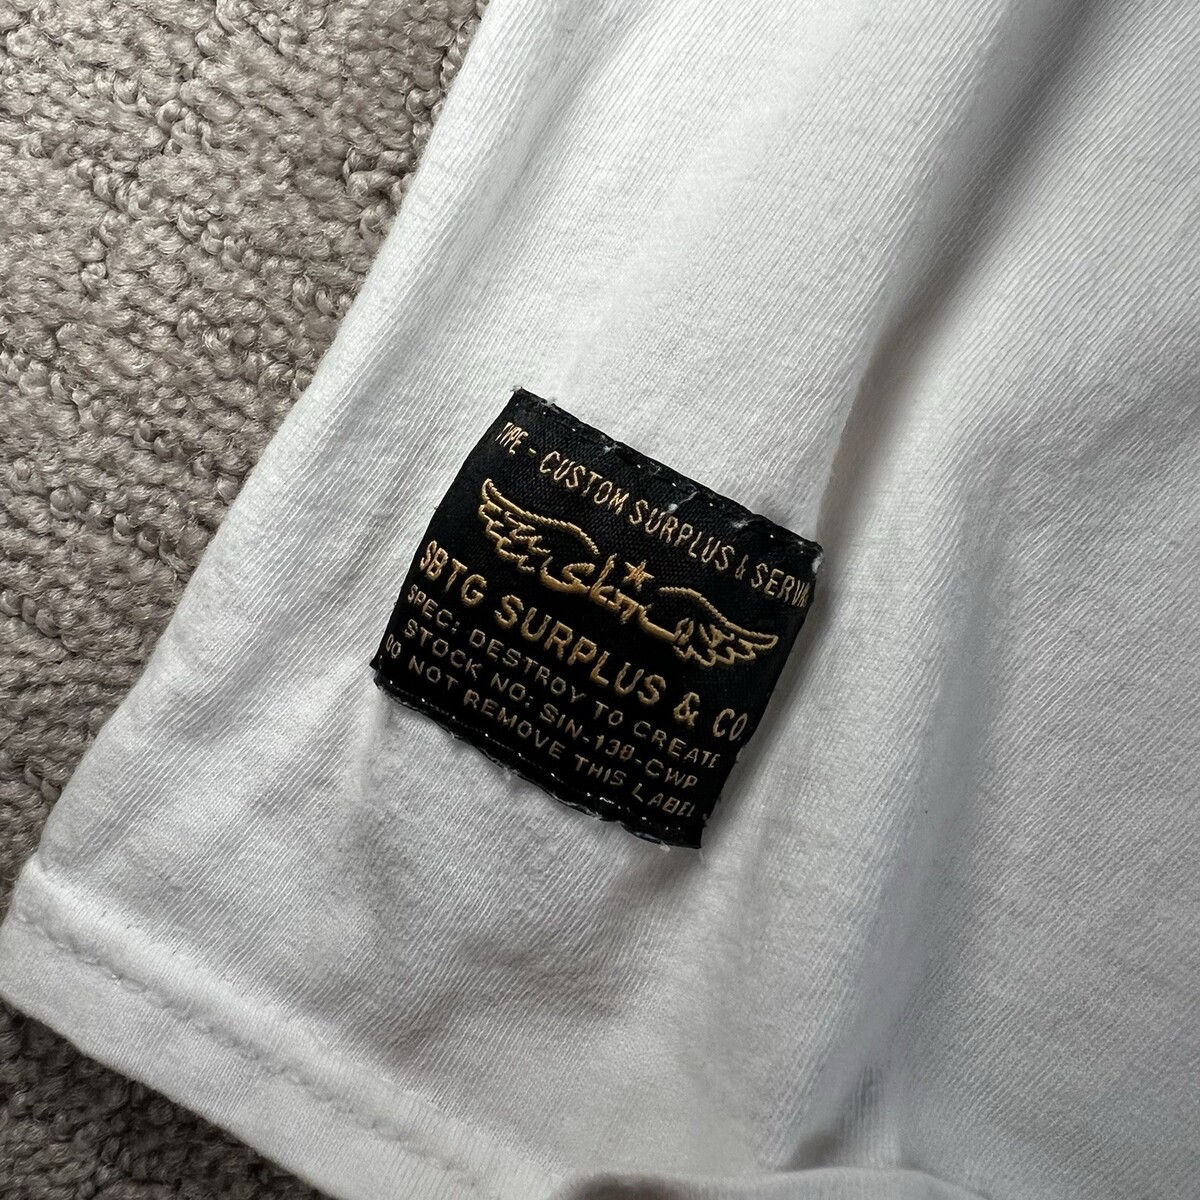 TYPE - CUSTOM SURPLUS & SERV
SBTG SURPLUS & CO.
SPEC: DESTROY TO CREATE
STOCK NO: SIN-138-CWP
DO NOT REMOVE THIS LABEL